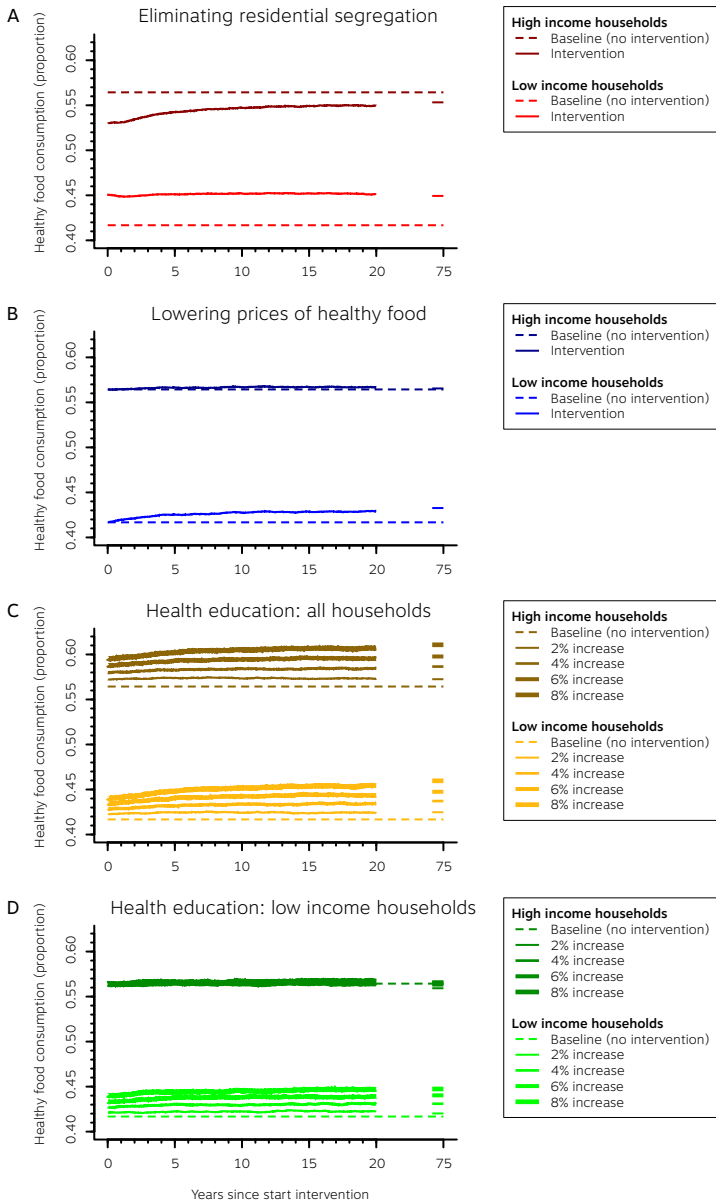 A
Eliminating residential segregation
Healthy food consumption (proportion)
0.60
0.55
0.50
0.45
0.40
0 5 10 15 20 75
High income households
Baseline (no intervention)
Intervention
Low income households
Baseline (no intervention)
Intervention
B
Lowering prices of healthy food
Healthy food consumption (proportion)
0.60
0.55
0.50
0.45
0.40
0 5 10 15 20 75
High income households
Baseline (no intervention)
Intervention
Low income households
Baseline (no intervention)
Intervention
C
Health education: all households
Healthy food consumption (proportion)
0.60
0.55
0.50
0.45
0.40
0 5 10 15 20 75
High income households
Baseline (no intervention)
2% increase
4% increase
6% increase
8% increase
Low income households
Baseline (no intervention)
2% increase
4% increase
6% increase
8% increase
D
Health education: low income households
Healthy food consumption (proportion)
0.60
0.55
0.50
0.45
0.40
0 5 10 15 20 75
Years since start intervention
High income households
Baseline (no intervention)
2% increase
4% increase
6% increase
8% increase
Low income households
Baseline (no intervention)
2% increase
4% increase
6% increase
8% increase